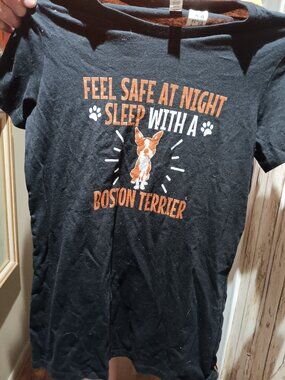 FEEL SAFE AT NIGHT
SLEEP WITH A
BOSTON TERRIER